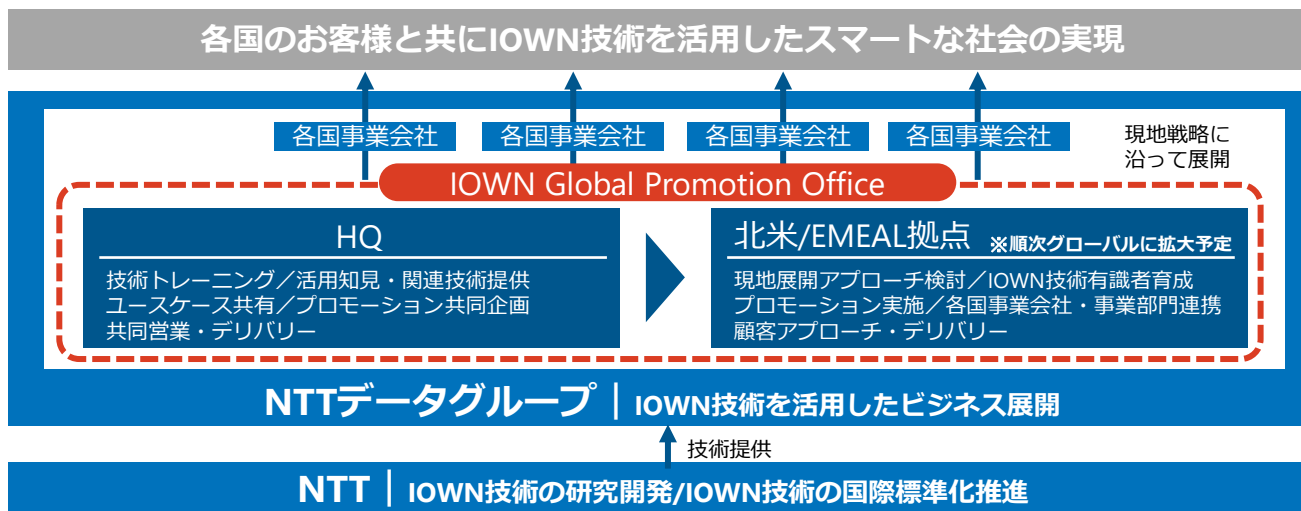 各国のお客様と共にIOWN技術を活用したスマートな社会の実現
各国事業会社
各国事業会社
各国事業会社
各国事業会社
現地戦略に
沿って展開
IOWN Global Promotion Office
HQ
技術トレーニング／活用知見・関連技術提供
ユースケース共有／プロモーション共同企画
共同営業・デリバリー
北米/EMEAL拠点 ※順次グローバルに拡大予定
現地展開アプローチ検討／IOWN技術有識者育成
プロモーション実施／各国事業会社・事業部門連携
顧客アプローチ・デリバリー
NTTデータグループ｜IOWN技術を活用したビジネス展開
技術提供
NTT｜IOWN技術の研究開発/IOWN技術の国際標準化推進